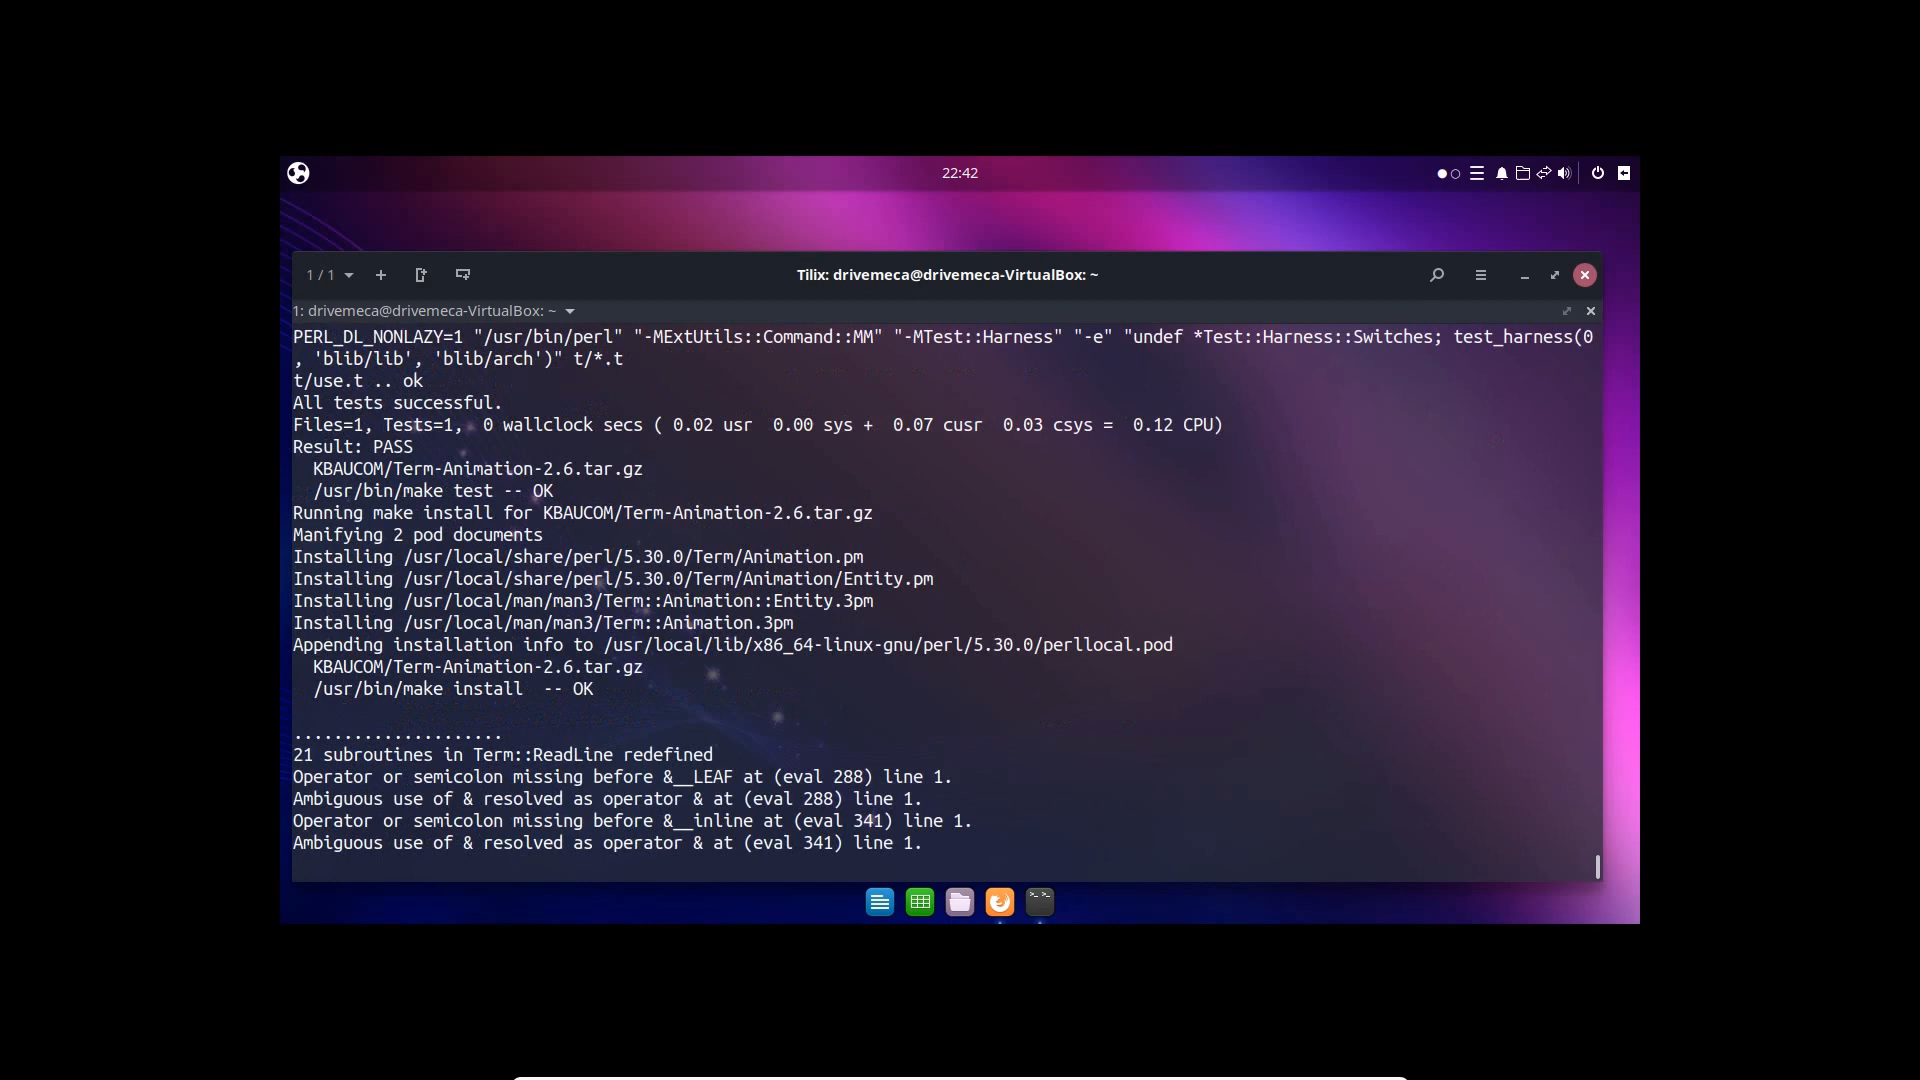 22:42
1 / 1
Tilix: drivemeca@drivemeca-VirtualBox: ~
1: drivemeca@drivemeca-VirtualBox: ~
PERL_DL_NONLAZY=1 "/usr/bin/perl" "-MExtUtils::Command::MM" "-MTest::Harness" "-e" "undef *Test::Harness::Switches; test_harness(0
, 'blib/lib', 'blib/arch')" t/*.t
t/use.t .. ok
All tests successful.
Files=1, Tests=1,  0 wallclock secs ( 0.02 usr  0.00 sys +  0.07 cusr  0.03 csys =  0.12 CPU)
Result: PASS
  KBAUCOM/Term-Animation-2.6.tar.gz
  /usr/bin/make test -- OK
Running make install for KBAUCOM/Term-Animation-2.6.tar.gz
Manifying 2 pod documents
Installing /usr/local/share/perl/5.30.0/Term/Animation.pm
Installing /usr/local/share/perl/5.30.0/Term/Animation/Entity.pm
Installing /usr/local/man/man3/Term::Animation::Entity.3pm
Installing /usr/local/man/man3/Term::Animation.3pm
Appending installation info to /usr/local/lib/x86_64-linux-gnu/perl/5.30.0/perllocal.pod
  KBAUCOM/Term-Animation-2.6.tar.gz
  /usr/bin/make install  -- OK
.....................
21 subroutines in Term::ReadLine redefined
Operator or semicolon missing before &__LEAF at (eval 288) line 1.
Ambiguous use of & resolved as operator & at (eval 288) line 1.
Operator or semicolon missing before &__inline at (eval 341) line 1.
Ambiguous use of & resolved as operator & at (eval 341) line 1.